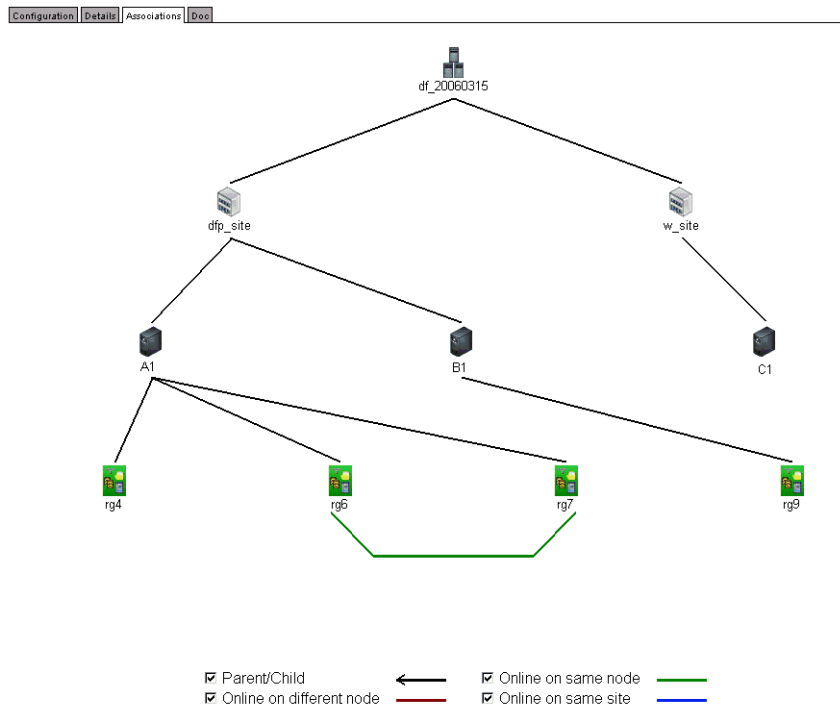 Configuration Details Associations Doc
df_20060315
dfp_site w_site
A1 B1 C1
rg4 rg6 rg7 rg9
Parent/Child Online on same node
Online on different node Online on same site